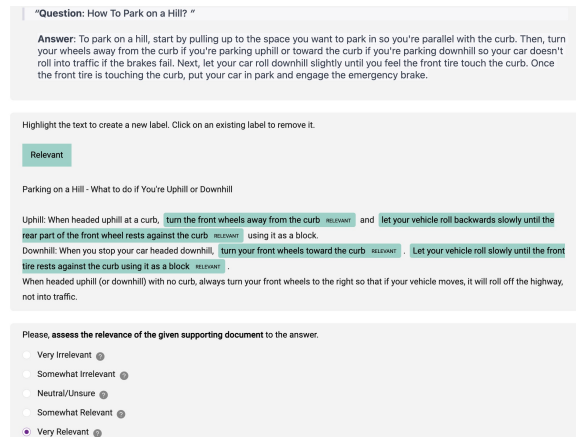 "Question: How To Park on a Hill? "
Answer: To park on a hill, start by pulling up to the space you want to park in so you're parallel with the curb. Then, turn
your wheels away from the curb if you're parking uphill or toward the curb if you're parking downhill so your car doesn't
roll into traffic if the brakes fail. Next, let your car roll downhill slightly until you feel the front tire touch the curb. Once
the front tire is touching the curb, put your car in park and engage the emergency brake.
Highlight the text to create a new label. Click on an existing label to remove it.
Relevant
Parking on a Hill - What to do if You're Uphill or Downhill
Uphill: When headed uphill at a curb, turn the front wheels away from the curb RELEVANT and let your vehicle roll backwards slowly until the
rear part of the front wheel rests against the curb RELEVANT using it as a block.
Downhill: When you stop your car headed downhill, turn your front wheels toward the curb RELEVANT . Let your vehicle roll slowly until the front
tire rests against the curb using it as a block RELEVANT .
When headed uphill (or downhill) with no curb, always turn your front wheels to the right so that if your vehicle moves, it will roll off the highway,
not into traffic.
Please, assess the relevance of the given supporting document to the answer.
Very Irrelevant ?
Somewhat Irrelevant ?
Neutral/Unsure ?
Somewhat Relevant ?
Very Relevant ?